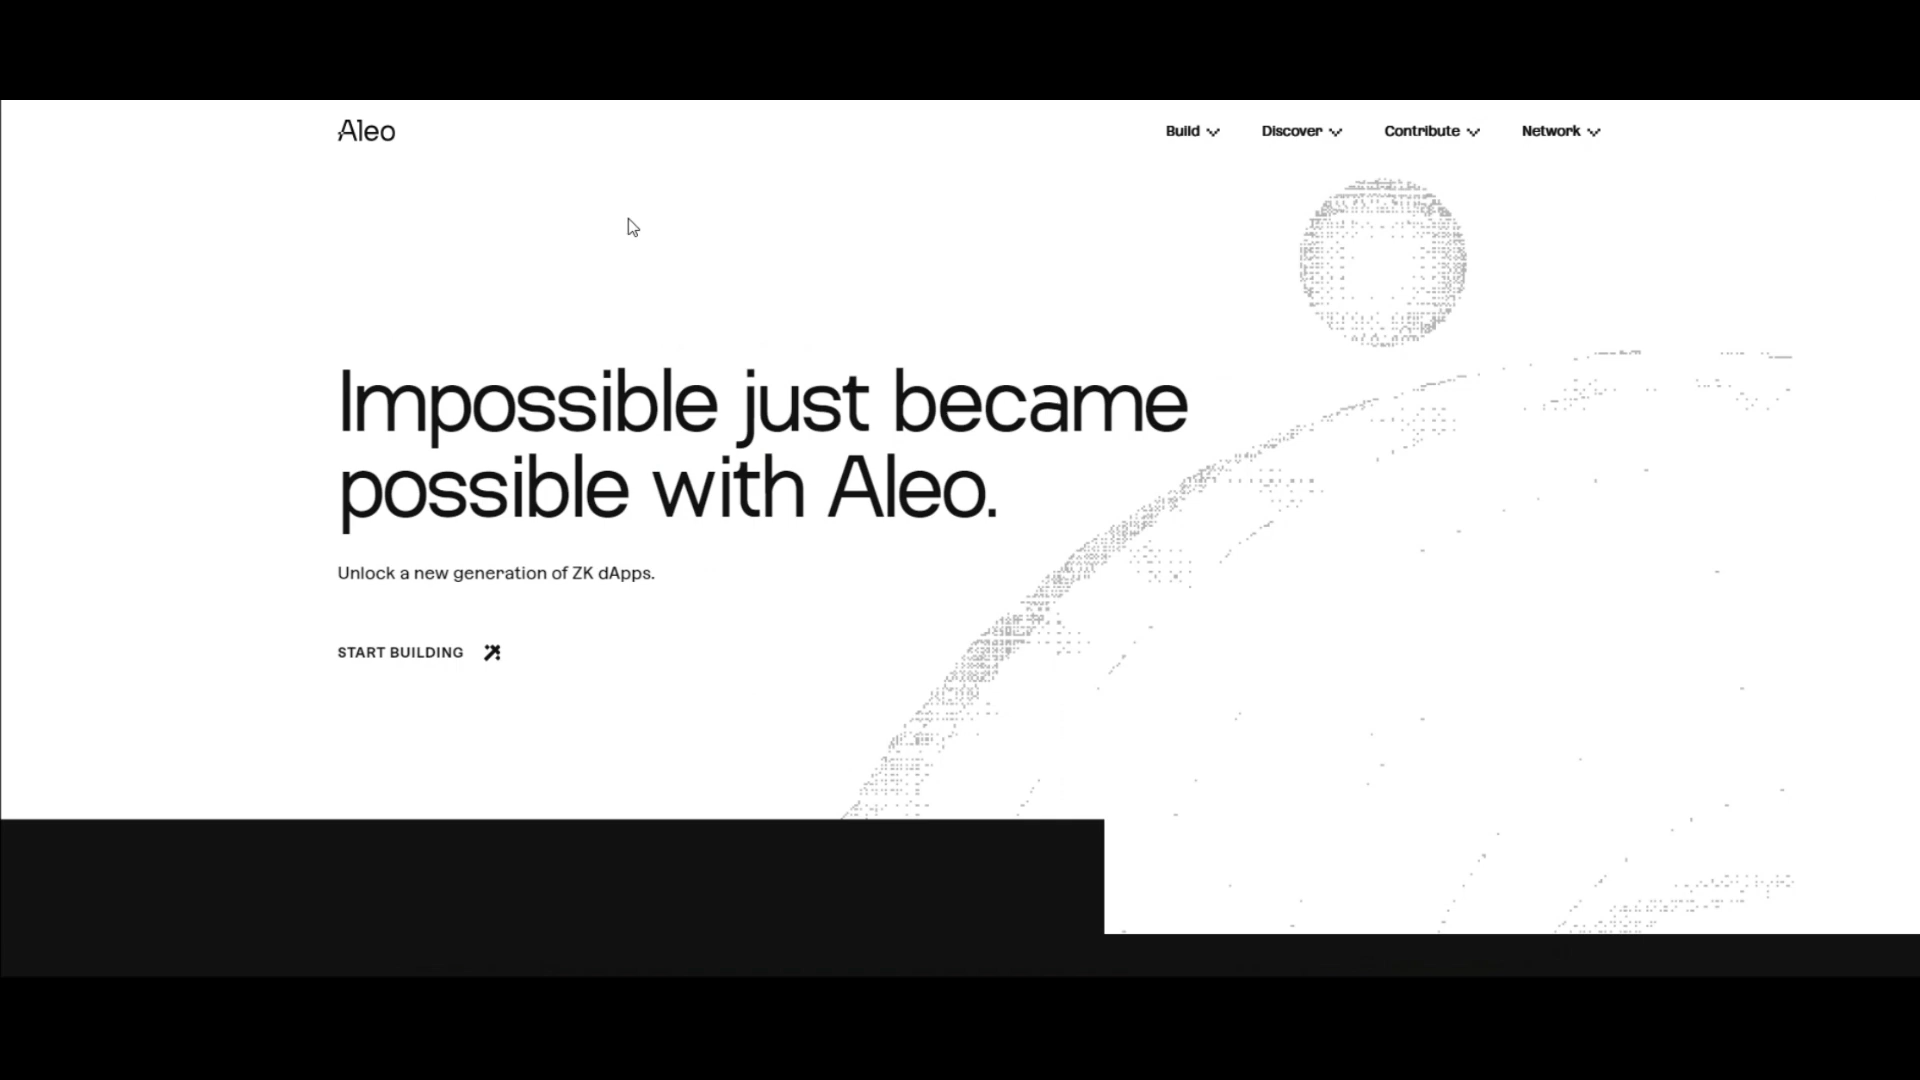 Aleo
Build
Discover
Contribute
Network
Impossible just became
possible with Aleo.
Unlock a new generation of ZK dApps.
START BUILDING